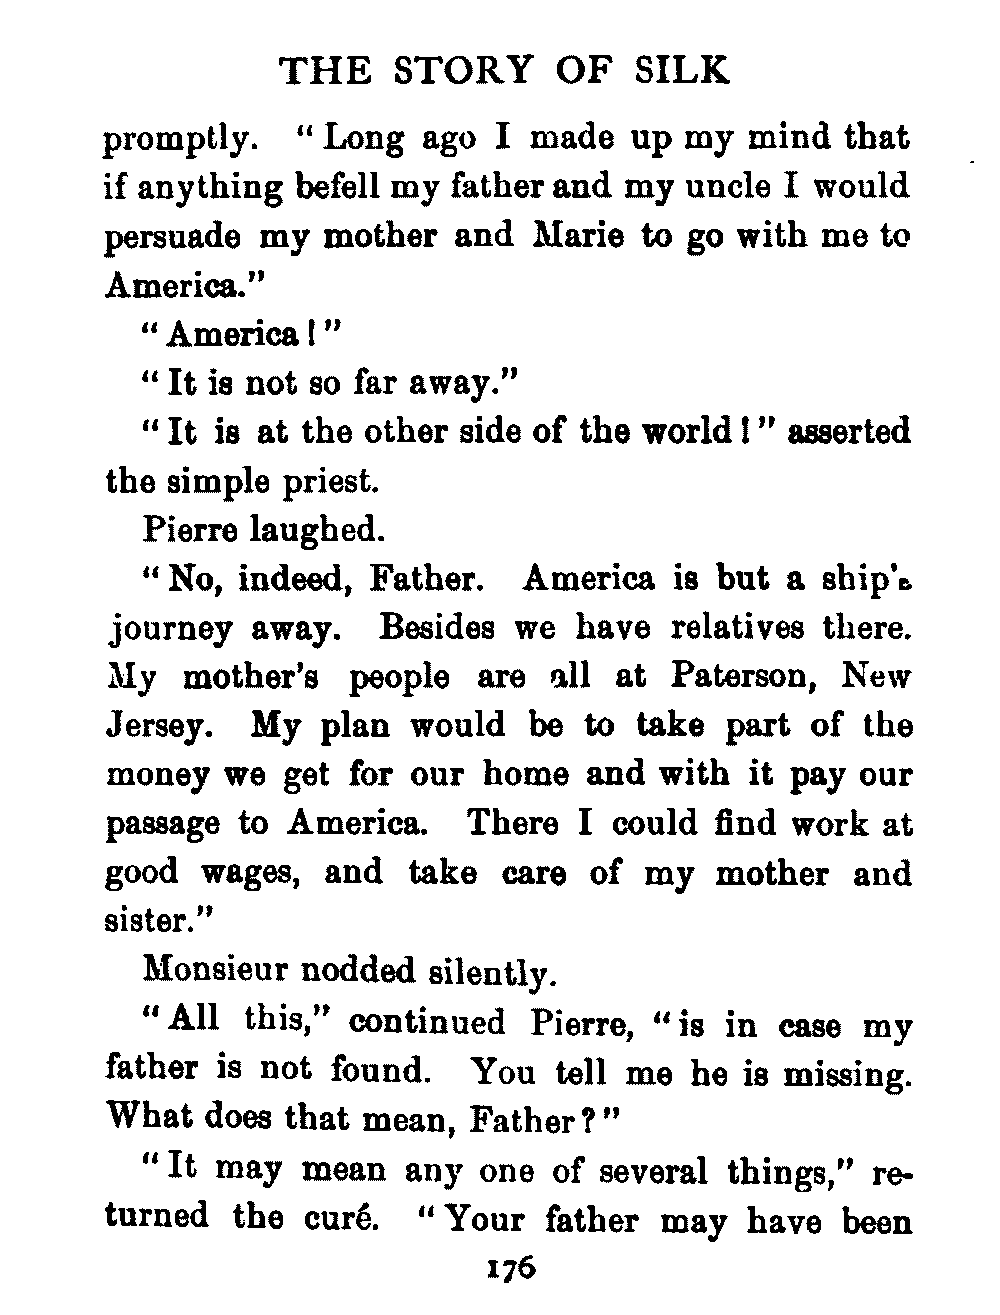 THE STORY OF SILK
promptly. “Long ago I made up my mind that
if anything befell my father and my uncle I would
persuade my mother and Marie to go with me to
America.”
“America!”
“It is not so far away.”
“It is at the other side of the world!” asserted
the simple priest.
Pierre laughed.
“No, indeed, Father. America is but a ship's
journey away. Besides we have relatives there.
My mother's people are all at Paterson, New
Jersey. My plan would be to take part of the
money we get for our home and with it pay our
passage to America. There I could find work at
good wages, and take care of my mother and
sister.”
Monsieur nodded silently.
“All this,” continued Pierre, “is in case my
father is not found. You tell me he is missing.
What does that mean, Father?”
“It may mean any one of several things,” re-
turned the curé. “Your father may have been
176